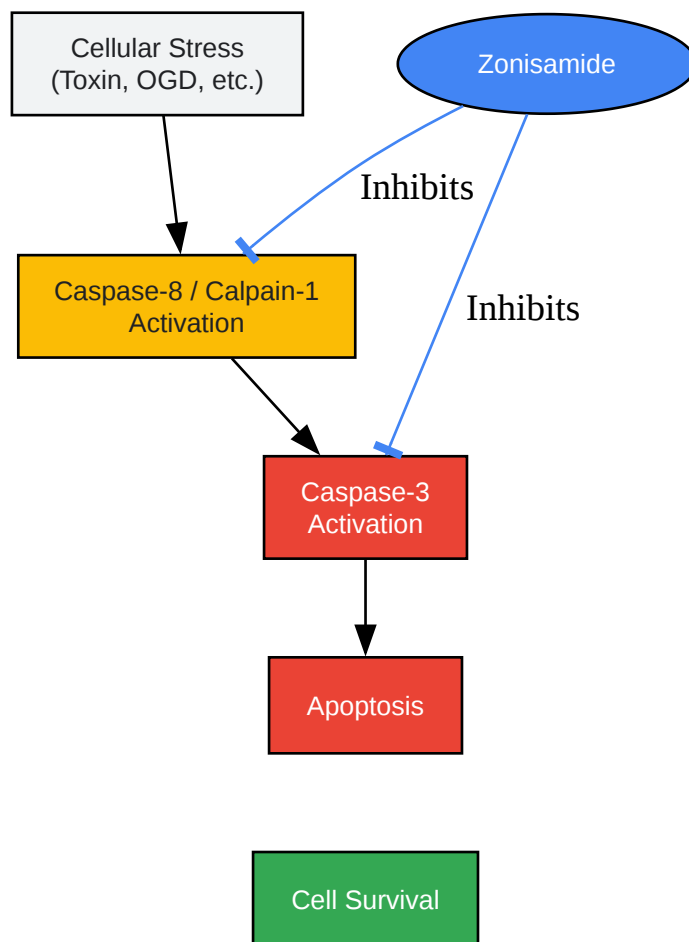 Cellular Stress
(Toxin, OGD, etc.)
Zonisamide
Inhibits
Caspase-8 / Calpain-1
Activation
Inhibits
Caspase-3
Activation
Apoptosis
Cell Survival